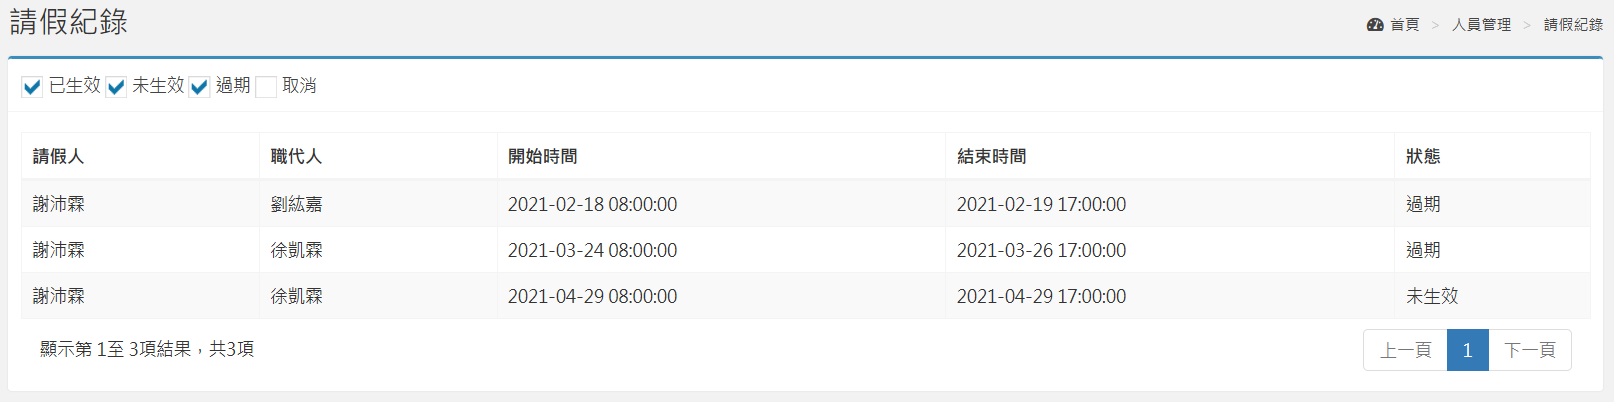 請假紀錄
首頁 > 人員管理 > 請假紀錄
已生效 未生效 過期 取消
請假人 職代人 開始時間 結束時間 狀態
謝沛霖 劉紘嘉 2021-02-18 08:00:00 2021-02-19 17:00:00 過期
謝沛霖 徐凱霖 2021-03-24 08:00:00 2021-03-26 17:00:00 過期
謝沛霖 徐凱霖 2021-04-29 08:00:00 2021-04-29 17:00:00 未生效
顯示第 1至 3項結果，共3項
上一頁 1 下一頁